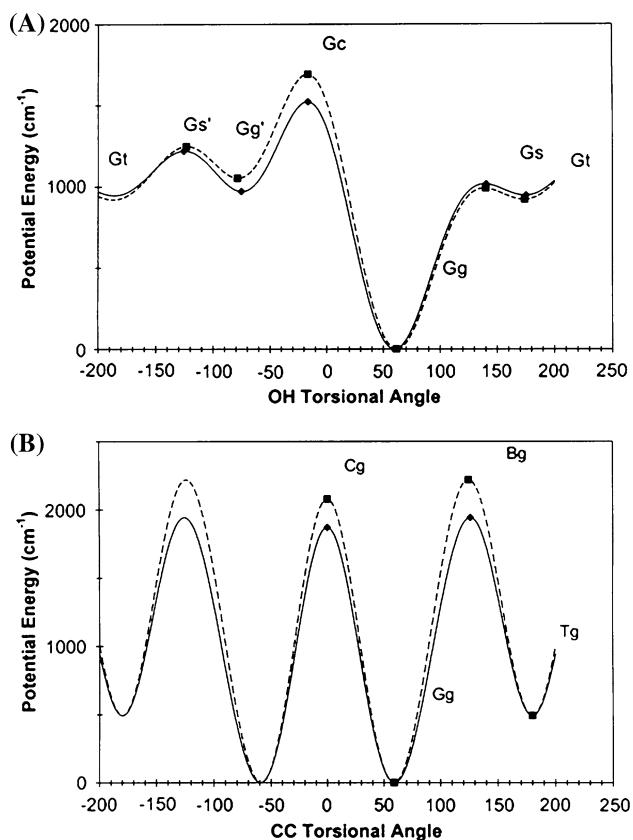 (A)
2000
Gc
Gs'
Gg'
Gt
Gs
Gt
1000
Gg
0
Potential Energy (cm⁻¹)
-200 -150 -100 -50 0 50 100 150 200 250
OH Torsional Angle
(B)
Cg
Bg
2000
Tg
1000
Gg
0
Potential Energy (cm⁻¹)
-200 -150 -100 -50 0 50 100 150 200 250
CC Torsional Angle